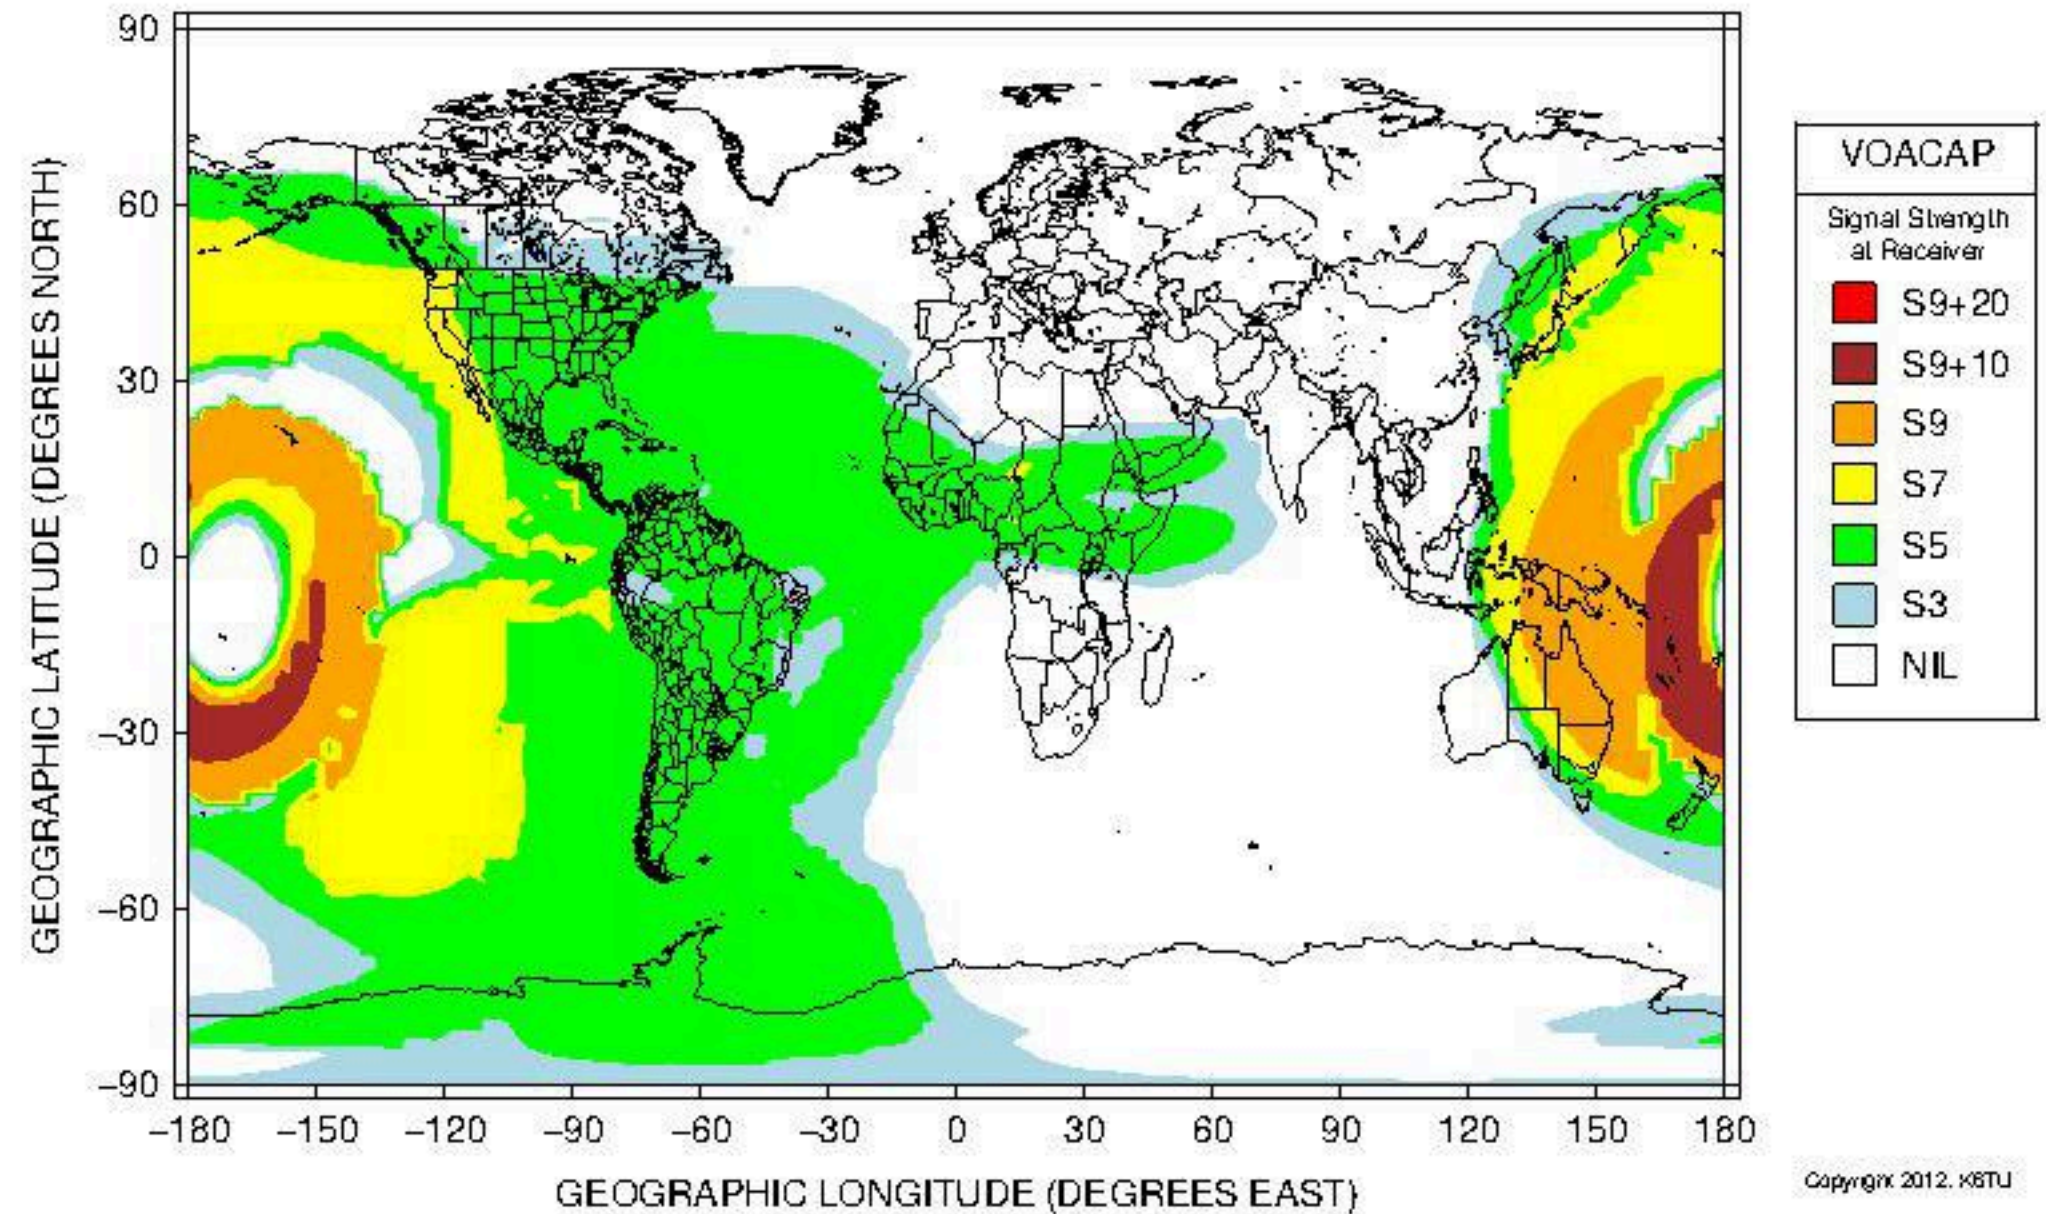 90
60
30
0
−30
−60
−90
GEOGRAPHIC LATITUDE (DEGREES NORTH)
−180 −150 −120 −90 −60 −30 0 30 60 90 120 150 180
GEOGRAPHIC LONGITUDE (DEGREES EAST)
VOACAP
Signal Strength
at Receiver
S9+20
S9+10
S9
S7
S5
S3
NIL
Copyright 2012, K6TU